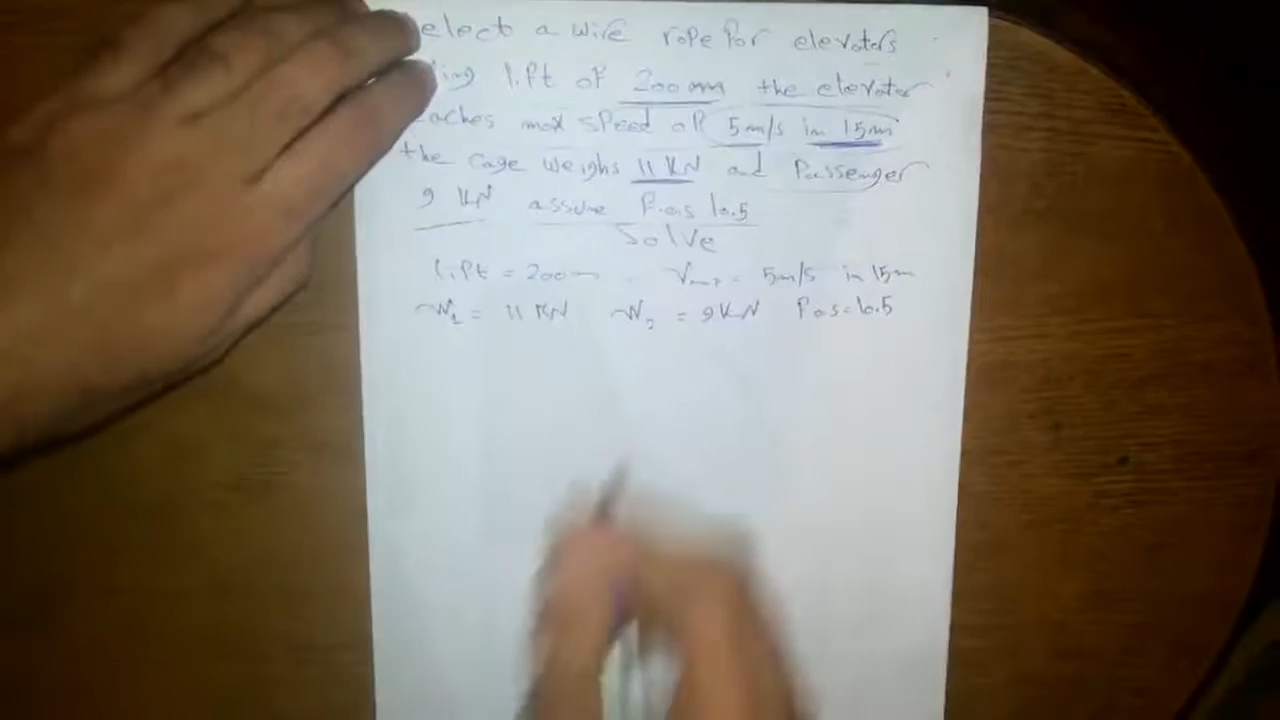 elect a wire rope for elevators
ing lift of 200 m the elevator
eaches max speed of 5 m/s in 15 m
the cage weighs 11 KN and Passenger
9 KN assume F.o.s 10.5
Solve
lift = 200 m Vmax = 5 m/s in 15 m
W1 = 11 KN W2 = 9 KN F.o.s = 10.5